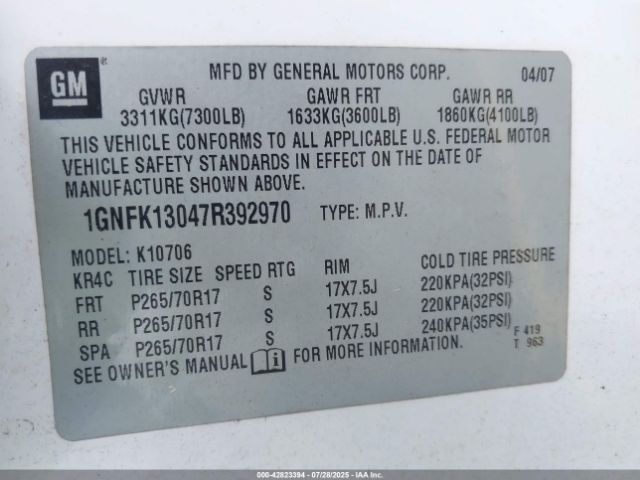 GM ®
MFD BY GENERAL MOTORS CORP. 04/07
GVWR GAWR FRT GAWR RR
3311KG(7300LB) 1633KG(3600LB) 1860KG(4100LB)
THIS VEHICLE CONFORMS TO ALL APPLICABLE U.S. FEDERAL MOTOR
VEHICLE SAFETY STANDARDS IN EFFECT ON THE DATE OF
MANUFACTURE SHOWN ABOVE.
1GNFK13047R392970 TYPE: M.P.V.
MODEL: K10706
KR4C TIRE SIZE SPEED RTG RIM COLD TIRE PRESSURE
FRT P265/70R17 S 17X7.5J 220KPA(32PSI)
RR P265/70R17 S 17X7.5J 220KPA(32PSI)
SPA P265/70R17 S 17X7.5J 240KPA(35PSI)
F 419
T 963
SEE OWNER'S MANUAL i FOR MORE INFORMATION.
000-42823394 - 07/28/2025 - IAAI.com